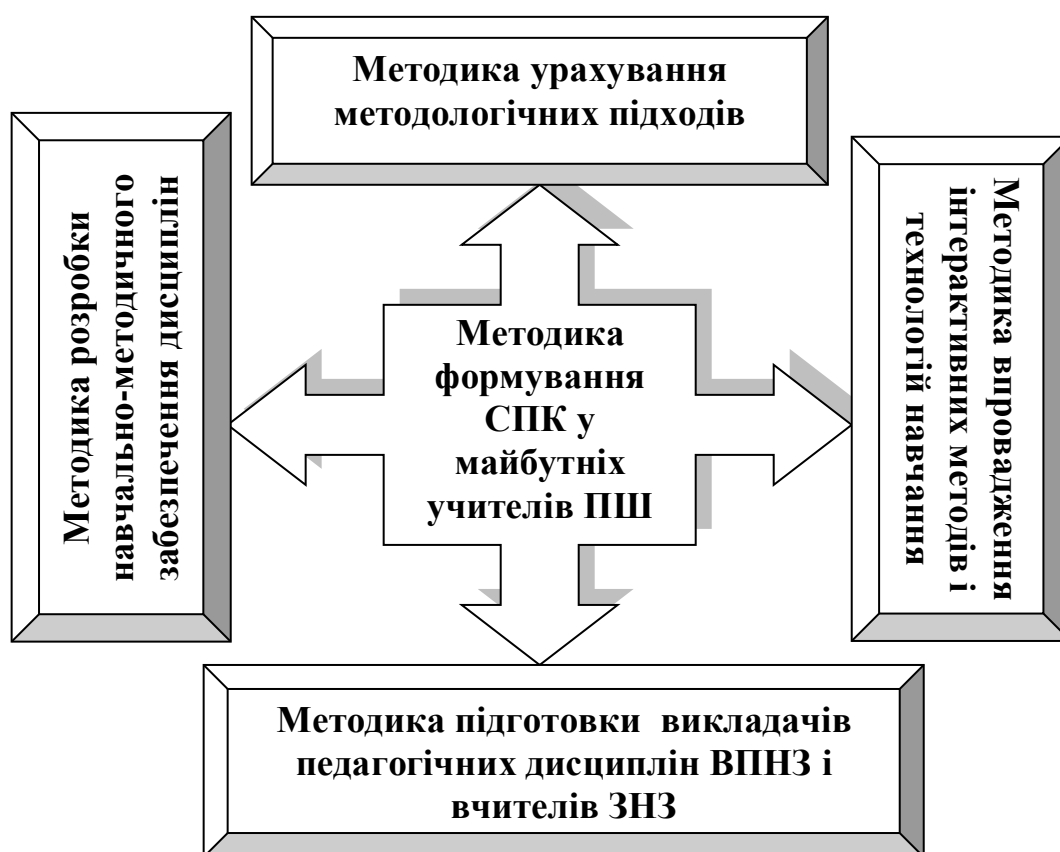 Методика урахування
методологічних підходів
Методика розробки
навчально-методичного
забезпечення дисциплін
Методика
формування
СПК у
майбутніх
учителів ПШ
Методика впровадження
інтерактивних методів і
технологій навчання
Методика підготовки викладачів
педагогічних дисциплін ВПНЗ і
вчителів ЗНЗ